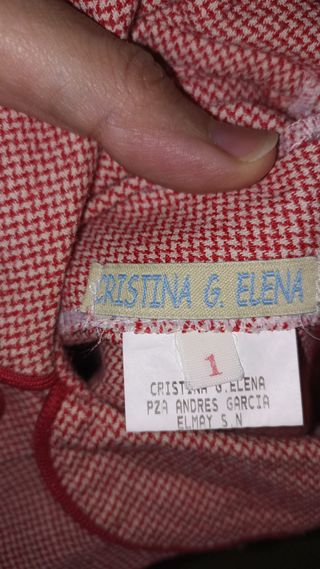 CRISTINA G. ELENA
1
CRISTINA G.ELENA
PZA ANDRES GARCIA
ELMAY S N